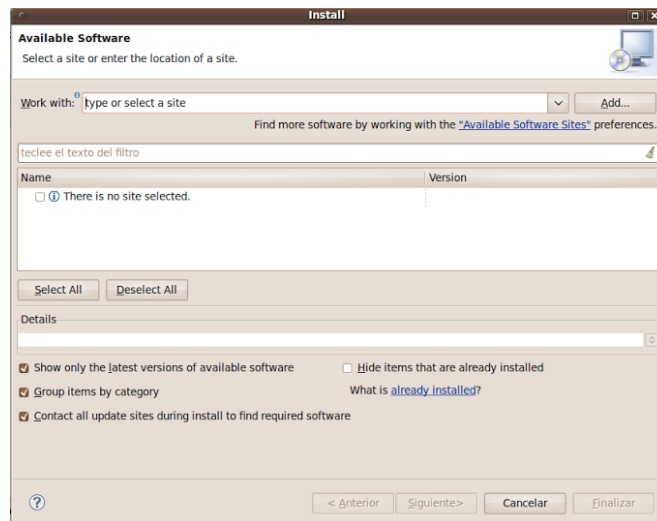 Install
Available Software
Select a site or enter the location of a site.
Work with: type or select a site Add...
Find more software by working with the "Available Software Sites" preferences.
teclee el texto del filtro
Name Version
There is no site selected.
Select All Deselect All
Details
Show only the latest versions of available software Hide items that are already installed
Group items by category What is already installed?
Contact all update sites during install to find required software
? < Anterior Siguiente> Cancelar Finalizar